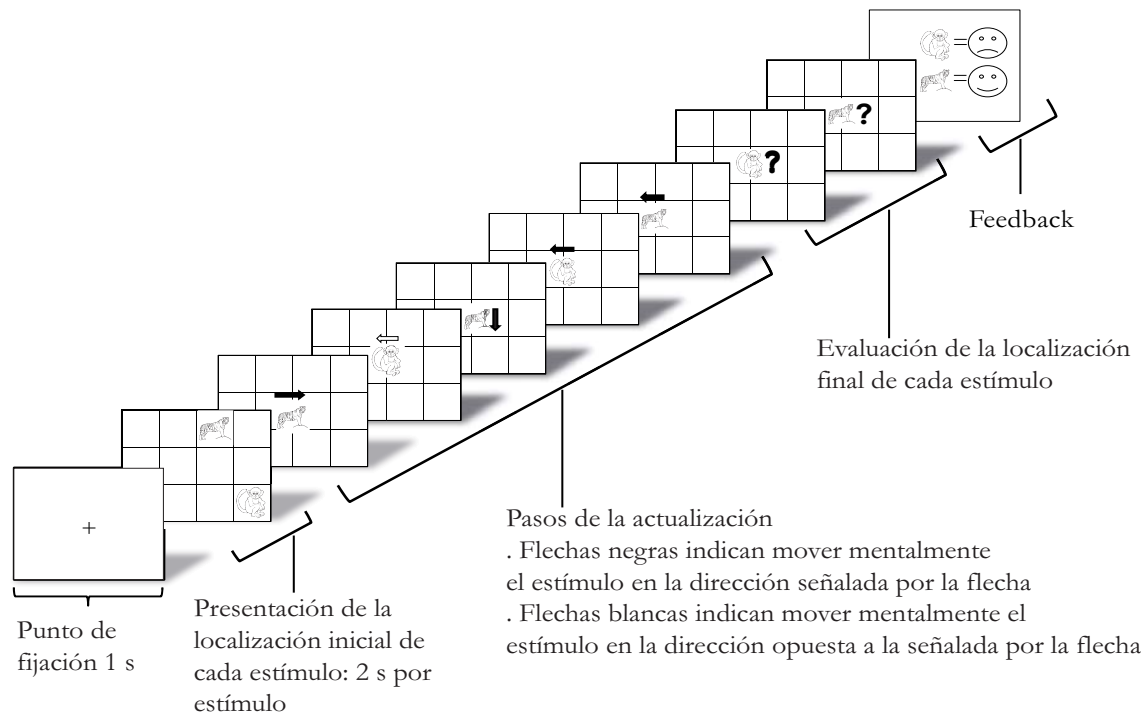 ?
?
Feedback
Evaluación de la localización
final de cada estímulo
Pasos de la actualización
. Flechas negras indican mover mentalmente
el estímulo en la dirección señalada por la flecha
. Flechas blancas indican mover mentalmente el
estímulo en la dirección opuesta a la señalada por la flecha
Presentación de la
localización inicial de
cada estímulo: 2 s por
estímulo
+
Punto de
fijación 1 s